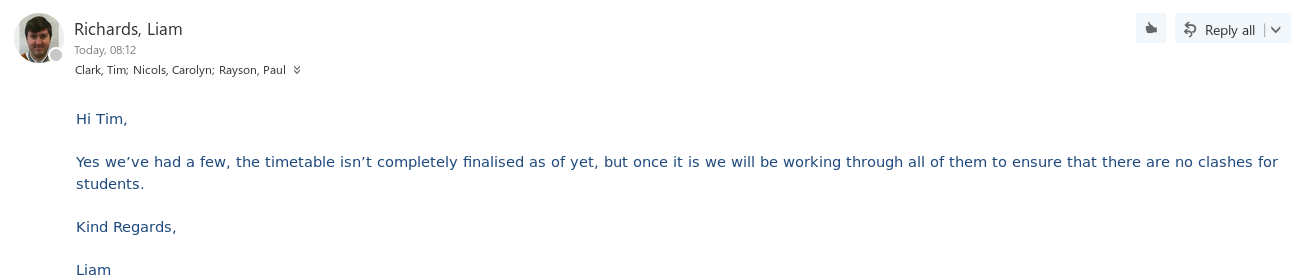 Richards, Liam
Reply all
Today, 08:12
Clark, Tim; Nicols, Carolyn; Rayson, Paul
Hi Tim,
Yes we’ve had a few, the timetable isn’t completely finalised as of yet, but once it is we will be working through all of them to ensure that there are no clashes for
students.
Kind Regards,
Liam